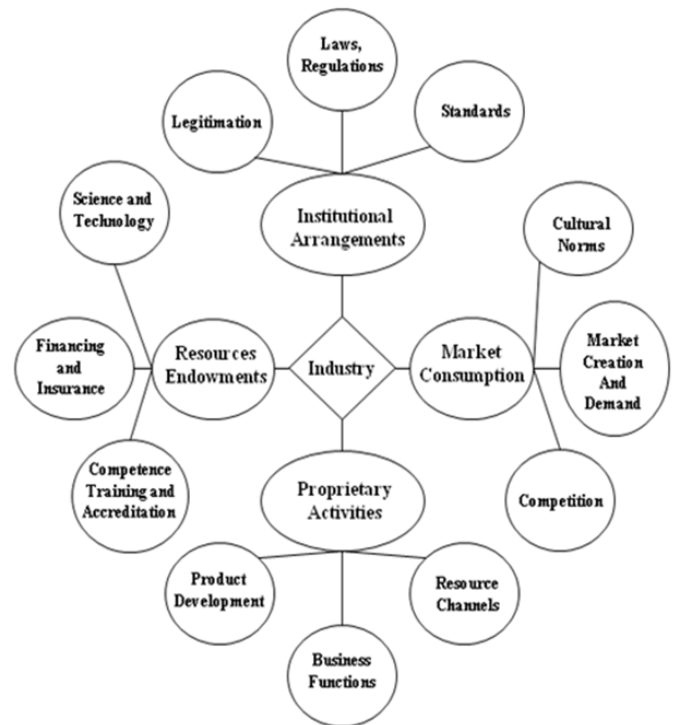 Laws,
Regulations
Legitimation
Standards
Science and
Technology
Institutional
Arrangements
Cultural
Norms
Financing
and
Insurance
Resources
Endowments
Industry
Market
Consumption
Market
Creation
And
Demand
Competence
Training and
Accreditation
Proprietary
Activities
Competition
Product
Development
Resource
Channels
Business
Functions